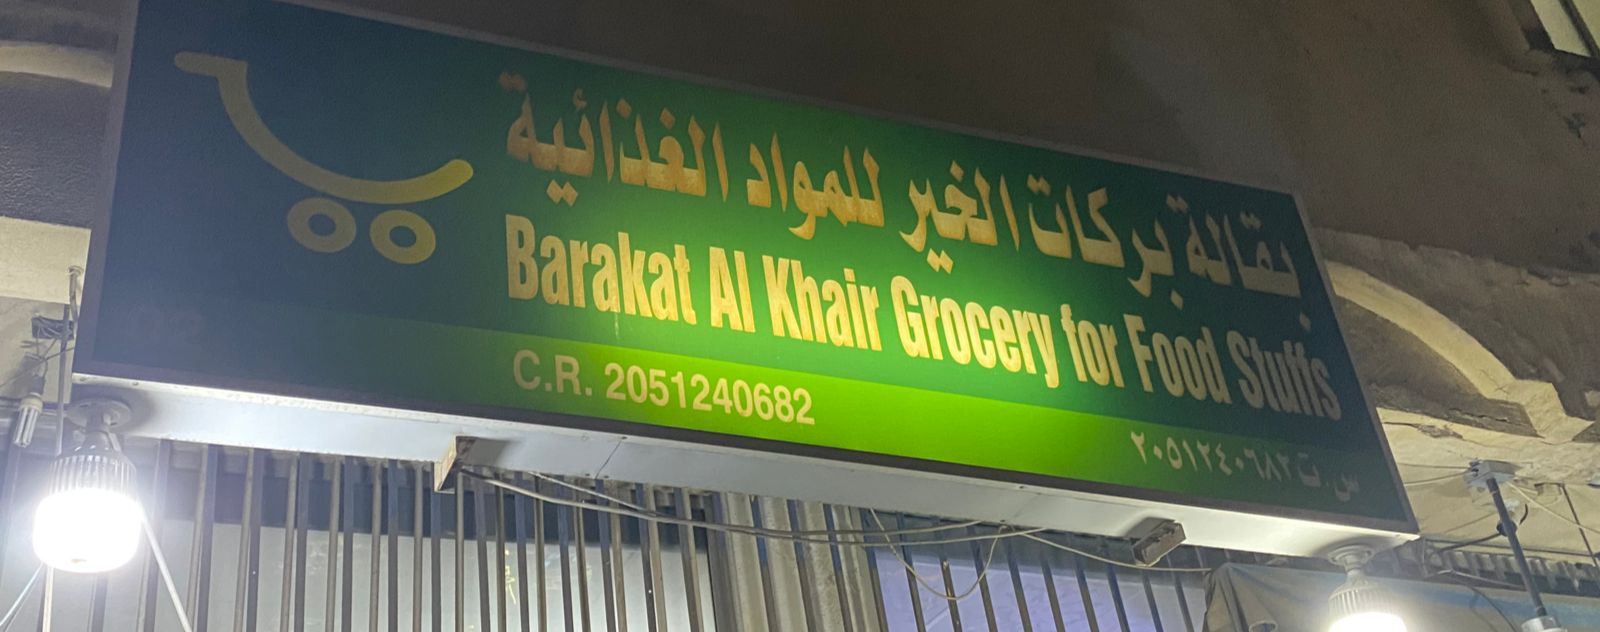 بقالة بركات الخير للمواد الغذائية
Barakat Al Khair Grocery for Food Stuffs
C.R. 2051240682
س.ت ٢٠٥١٢٤٠٦٨٢